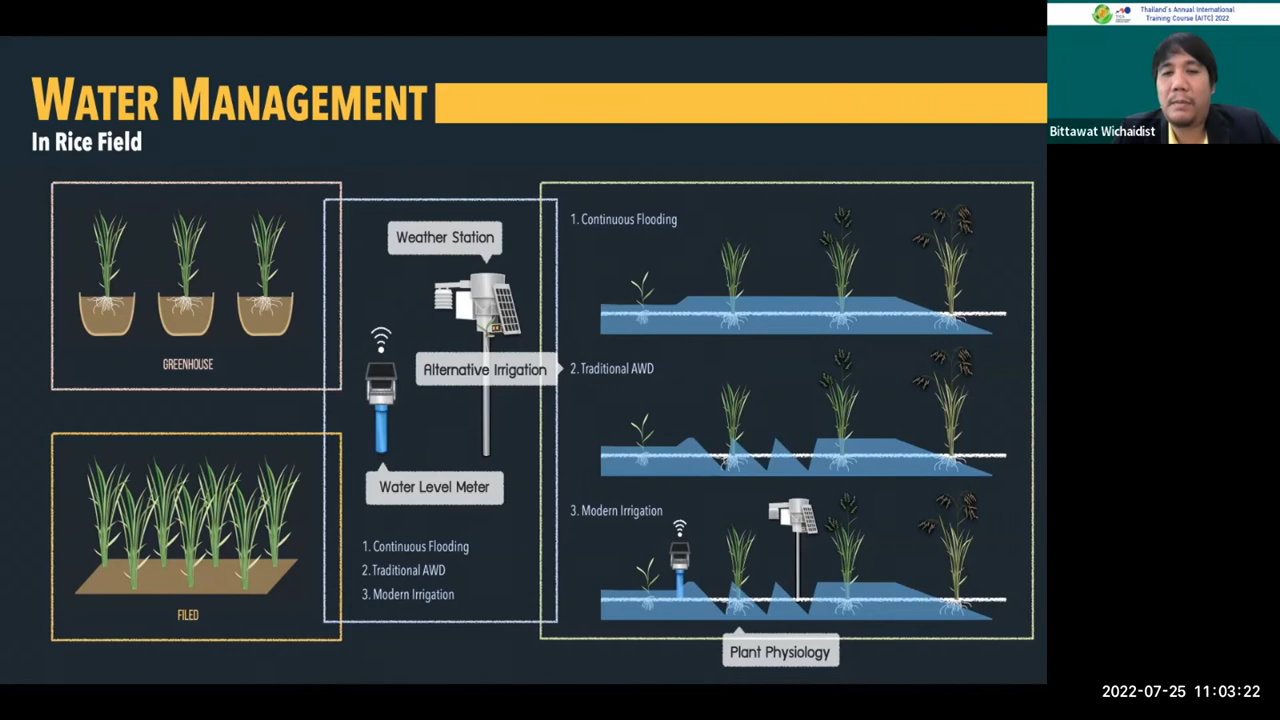 WATER MANAGEMENT
In Rice Field
GREENHOUSE
FILED
Weather Station
Alternative Irrigation
Water Level Meter
1. Continuous Flooding
2. Traditional AWD
3. Modern Irrigation
1. Continuous Flooding
2. Traditional AWD
3. Modern Irrigation
Plant Physiology
Thailand's Annual International
Training Course (AITC) 2022
Bittawat Wichaidist
2022-07-25 11:03:22